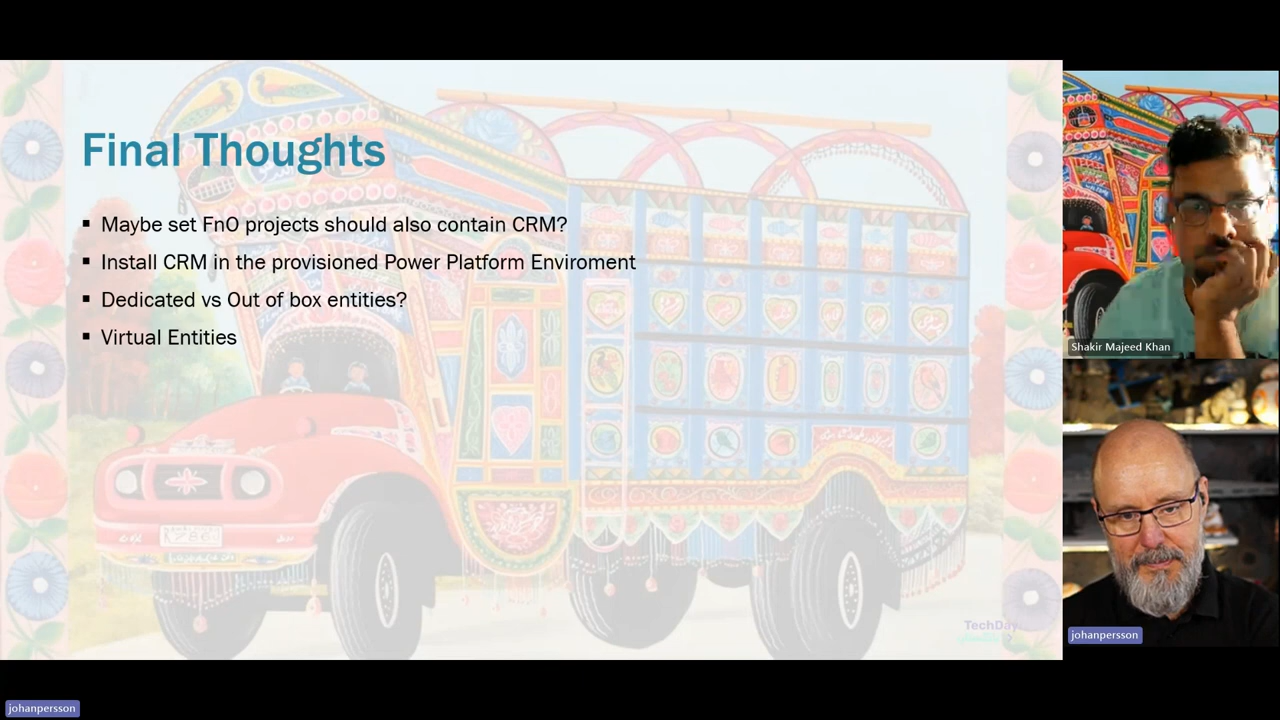 Final Thoughts
Maybe set FnO projects should also contain CRM?
Install CRM in the provisioned Power Platform Enviroment
Dedicated vs Out of box entities?
Virtual Entities
TechDay
Shakir Majeed Khan
johanpersson
johanpersson